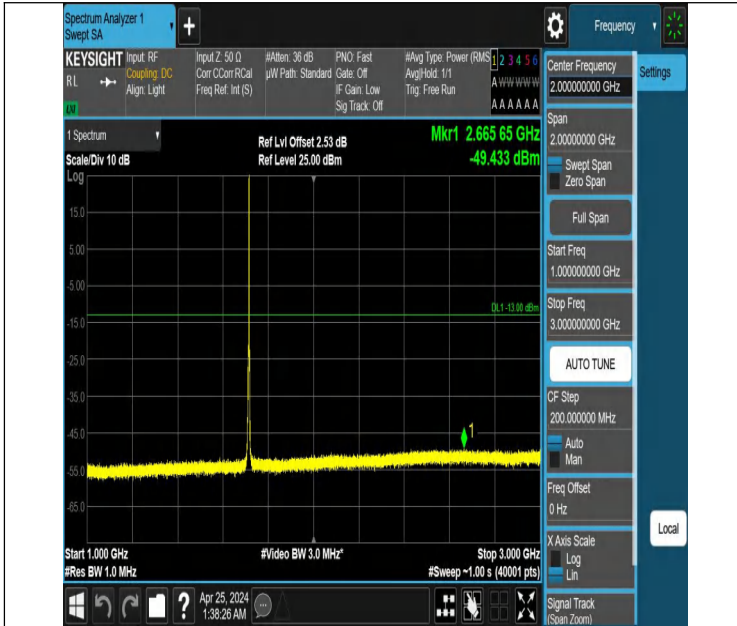 Spectrum Analyzer 1
Swept SA
+
Frequency
KEYSIGHT
Input: RF
Coupling: DC
Align: Light
Input Z: 50 Ω
Corr CCorr RCal
Freq Ref: Int (S)
#Atten: 36 dB
µW Path: Standard
PNO: Fast
Gate: Off
IF Gain: Low
Sig Track: Off
#Avg Type: Power (RMS
Avg|Hold: 1/1
Trig: Free Run
1 2 3 4 5 6
A W W W W W
A A A A A A
RL
1 Spectrum
Scale/Div 10 dB
Log
Ref Lvl Offset 2.53 dB
Ref Level 25.00 dBm
Mkr1 2.665 65 GHz
-49.433 dBm
15.0
5.00
-5.00
DL1 -13.00 dBm
-15.0
-25.0
-35.0
-45.0
1
-55.0
-65.0
Start 1.000 GHz
#Res BW 1.0 MHz
#Video BW 3.0 MHz*
Stop 3.000 GHz
#Sweep ~1.00 s (40001 pts)
?
Apr 25, 2024
1:38:26 AM
Center Frequency
2.000000000 GHz
Settings
Span
2.00000000 GHz
Swept Span
Zero Span
Full Span
Start Freq
1.000000000 GHz
Stop Freq
3.000000000 GHz
AUTO TUNE
CF Step
200.000000 MHz
Auto
Man
Freq Offset
0 Hz
X Axis Scale
Log
Lin
Local
Signal Track
(Span Zoom)